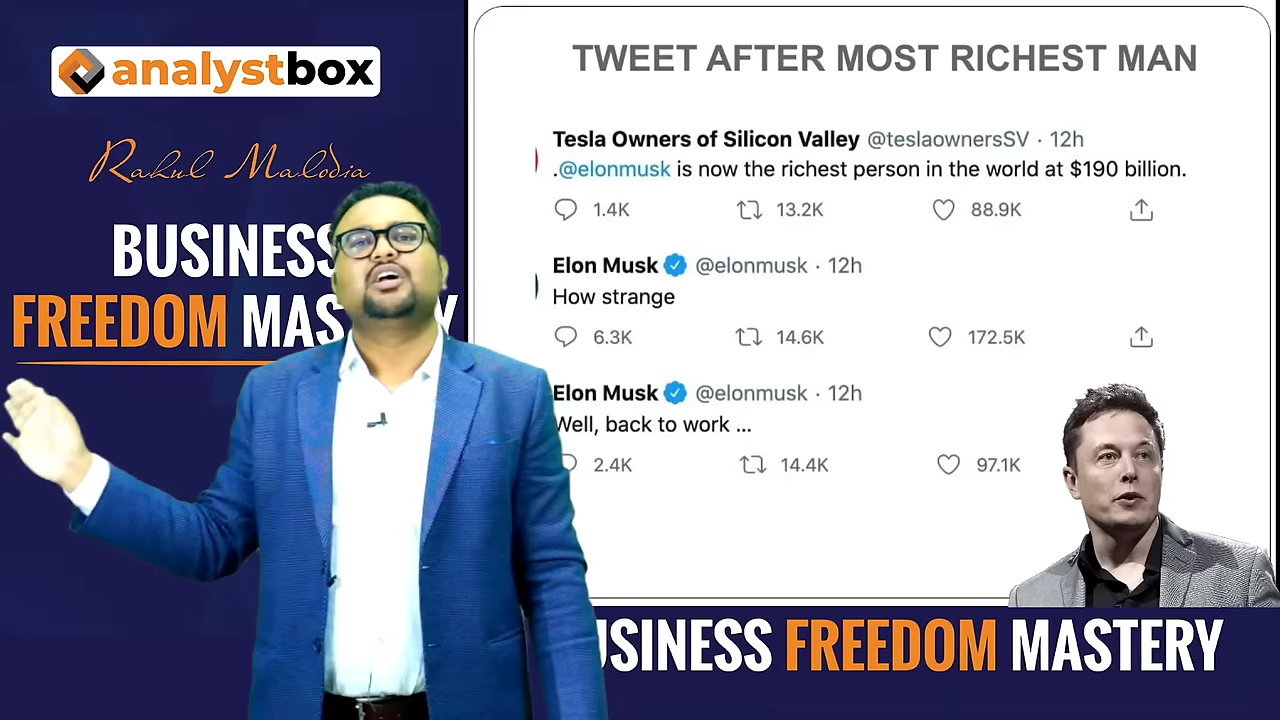 analystbox
Rahul Malodia
BUSINESS
FREEDOM MAS Y
TWEET AFTER MOST RICHEST MAN
Tesla Owners of Silicon Valley @teslaownersSV · 12h
.@elonmusk is now the richest person in the world at $190 billion.
1.4K 13.2K 88.9K
Elon Musk @elonmusk · 12h
How strange
6.3K 14.6K 172.5K
Elon Musk @elonmusk · 12h
Well, back to work ...
2.4K 14.4K 97.1K
USINESS FREEDOM MASTERY